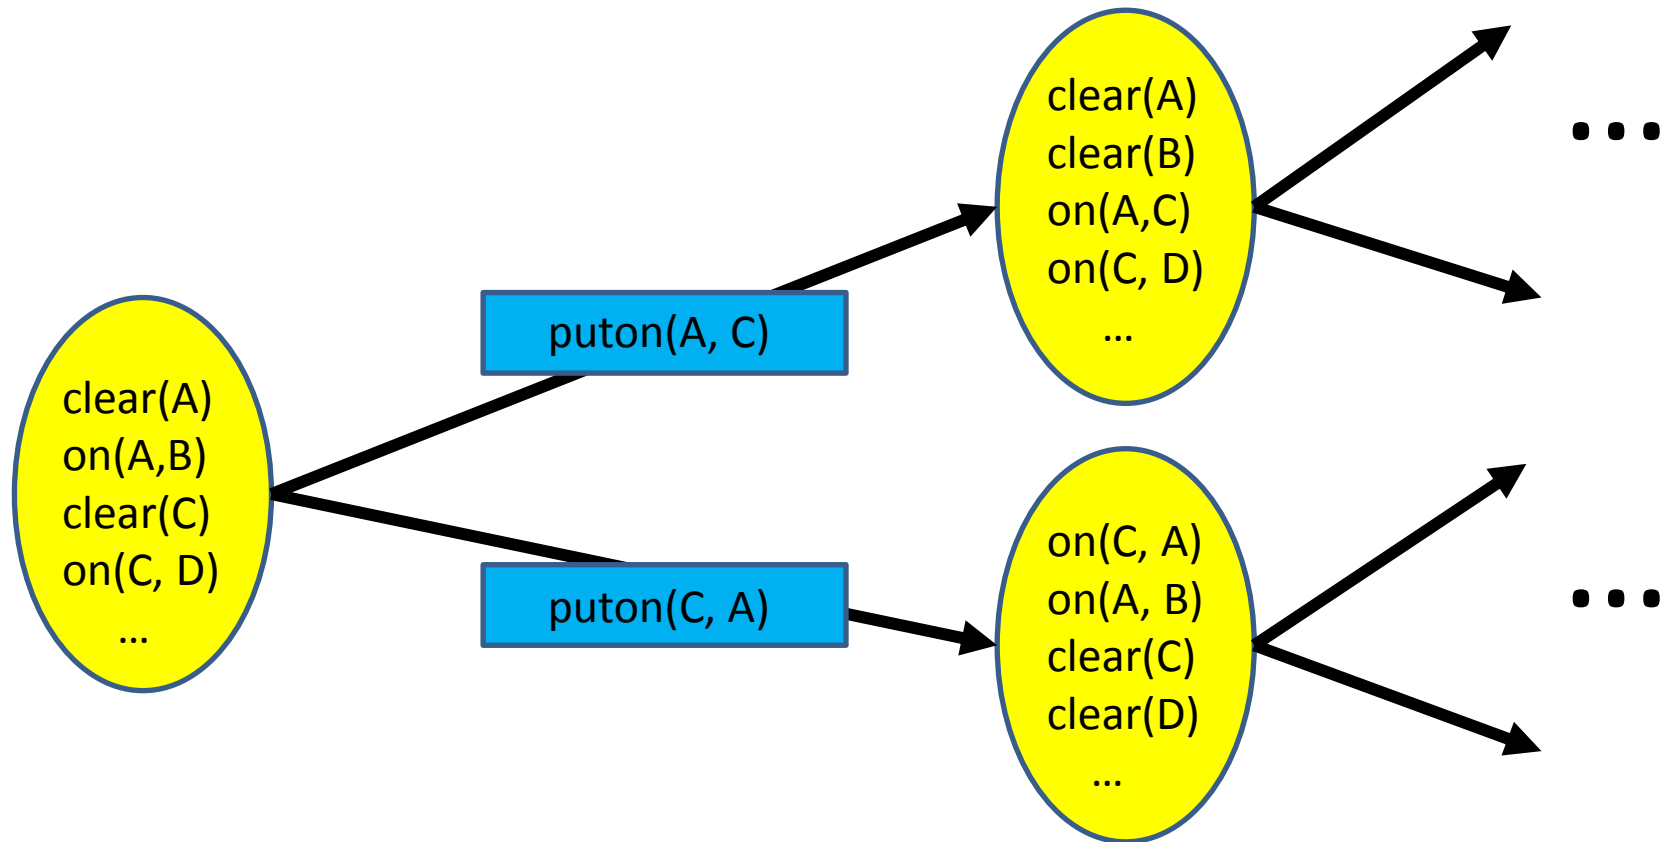 clear(A)
on(A,B)
clear(C)
on(C, D)
...
puton(A, C)
puton(C, A)
clear(A)
clear(B)
on(A,C)
on(C, D)
...
on(C, A)
on(A, B)
clear(C)
clear(D)
...
...
...